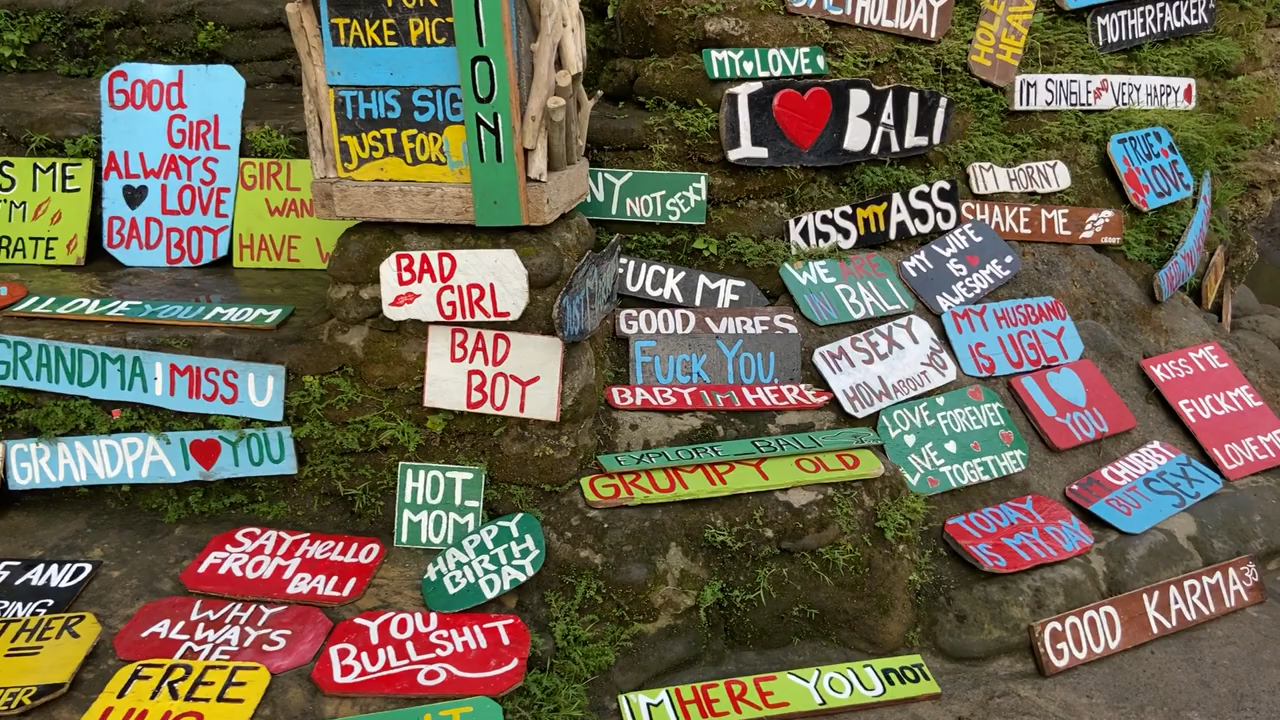 TAKE PIC
THIS SIG
JUST FOR
ION
Good
GIRL
ALWAYS
LOVE
BAD BOY
S ME
I'M
RATE
GIRL
WAN
HAVE
HOLIDAY
MOTHERFACKER
MY LOVE
I ❤ BALI
I'M SINGLE AND VERY HAPPY
TRUE
LOVE
I'M HORNY
NY NOT SEXY
KISS MY ASS
SHAKE ME
MY WIFE
IS
AWESOME
BAD
GIRL
BAD
BOY
FUCK ME
WE ARE
IN BALI
GOOD VIBES
FUCK YOU
BABY IM HERE
IM SEXY
HOW ABOUT YOU
MY HUSBAND
IS UGLY
I ♥
YOU
KISS ME
FUCK ME
LOVE ME
I LOVE YOU MOM
GRANDMA I MISS U
GRANDPA I ❤ YOU
EXPLORE BALI
GRUMPY OLD
LOVE FOREVER
LIVE TOGETHER
I'M CHUBBY
BUT SEXY
TODAY
IS MY DAY
HOT
MOM
HAPPY
BIRTH
DAY
SAY HELLO
FROM BALI
AND
RING
THER
WHY
ALWAYS
ME
YOU
BULLSHIT
FREE
GOOD KARMA ॐ
I'M HERE YOU NOT